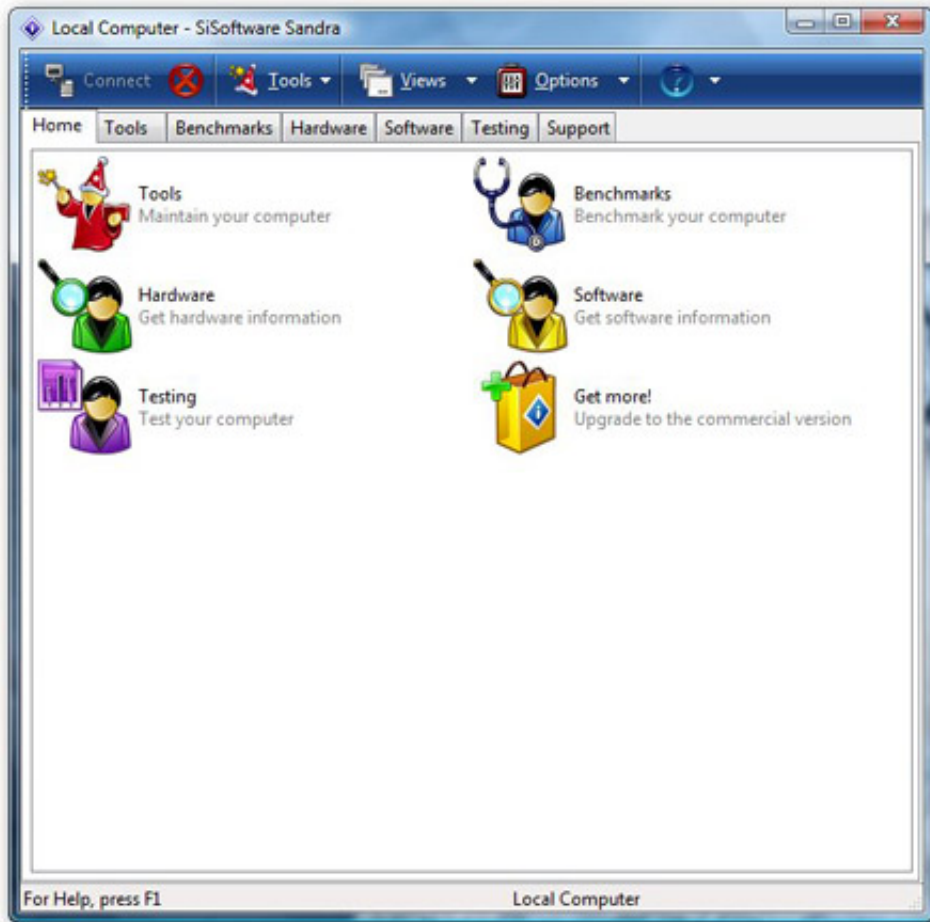 Local Computer - SiSoftware Sandra
Connect Tools Views Options
Home Tools Benchmarks Hardware Software Testing Support
Tools
Maintain your computer
Benchmarks
Benchmark your computer
Hardware
Get hardware information
Software
Get software information
Testing
Test your computer
Get more!
Upgrade to the commercial version
For Help, press F1
Local Computer